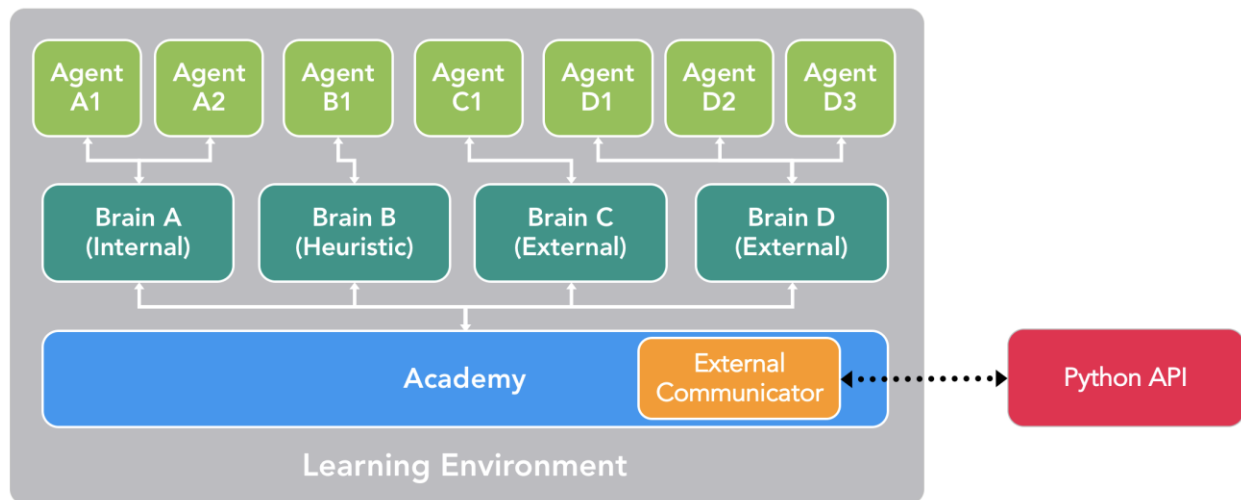 Agent
A1
Agent
A2
Agent
B1
Agent
C1
Agent
D1
Agent
D2
Agent
D3
Brain A
(Internal)
Brain B
(Heuristic)
Brain C
(External)
Brain D
(External)
Academy
External
Communicator
Python API
Learning Environment